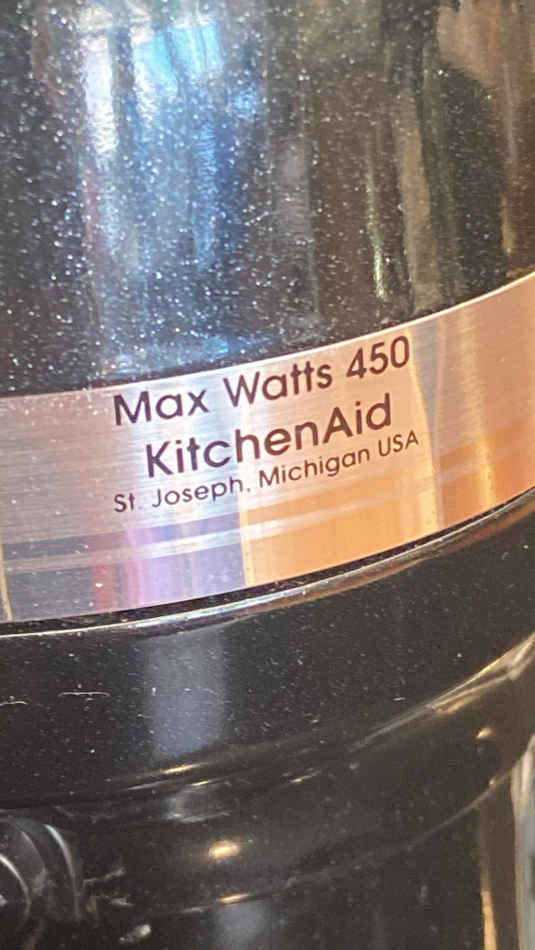 Max Watts 450
KitchenAid
St. Joseph, Michigan USA